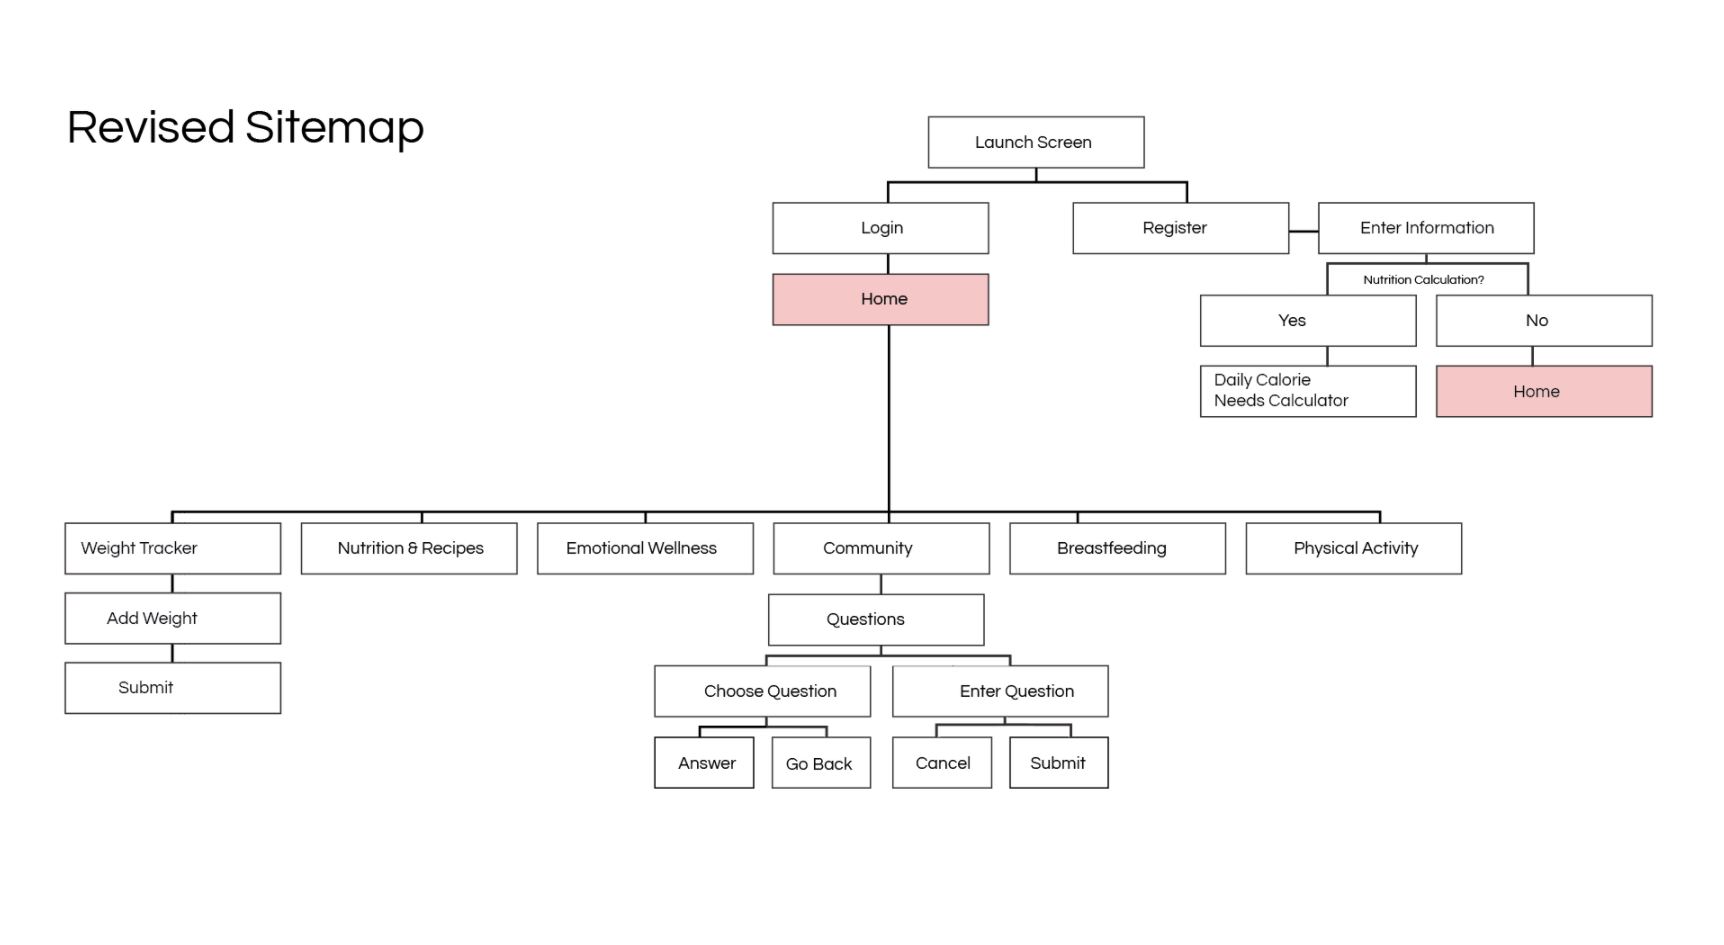 Revised Sitemap
Launch Screen
Login
Register
Enter Information
Home
Nutrition Calculation?
Yes
No
Daily Calorie
Needs Calculator
Home
Weight Tracker
Nutrition & Recipes
Emotional Wellness
Community
Breastfeeding
Physical Activity
Add Weight
Questions
Submit
Choose Question
Enter Question
Answer
Go Back
Cancel
Submit